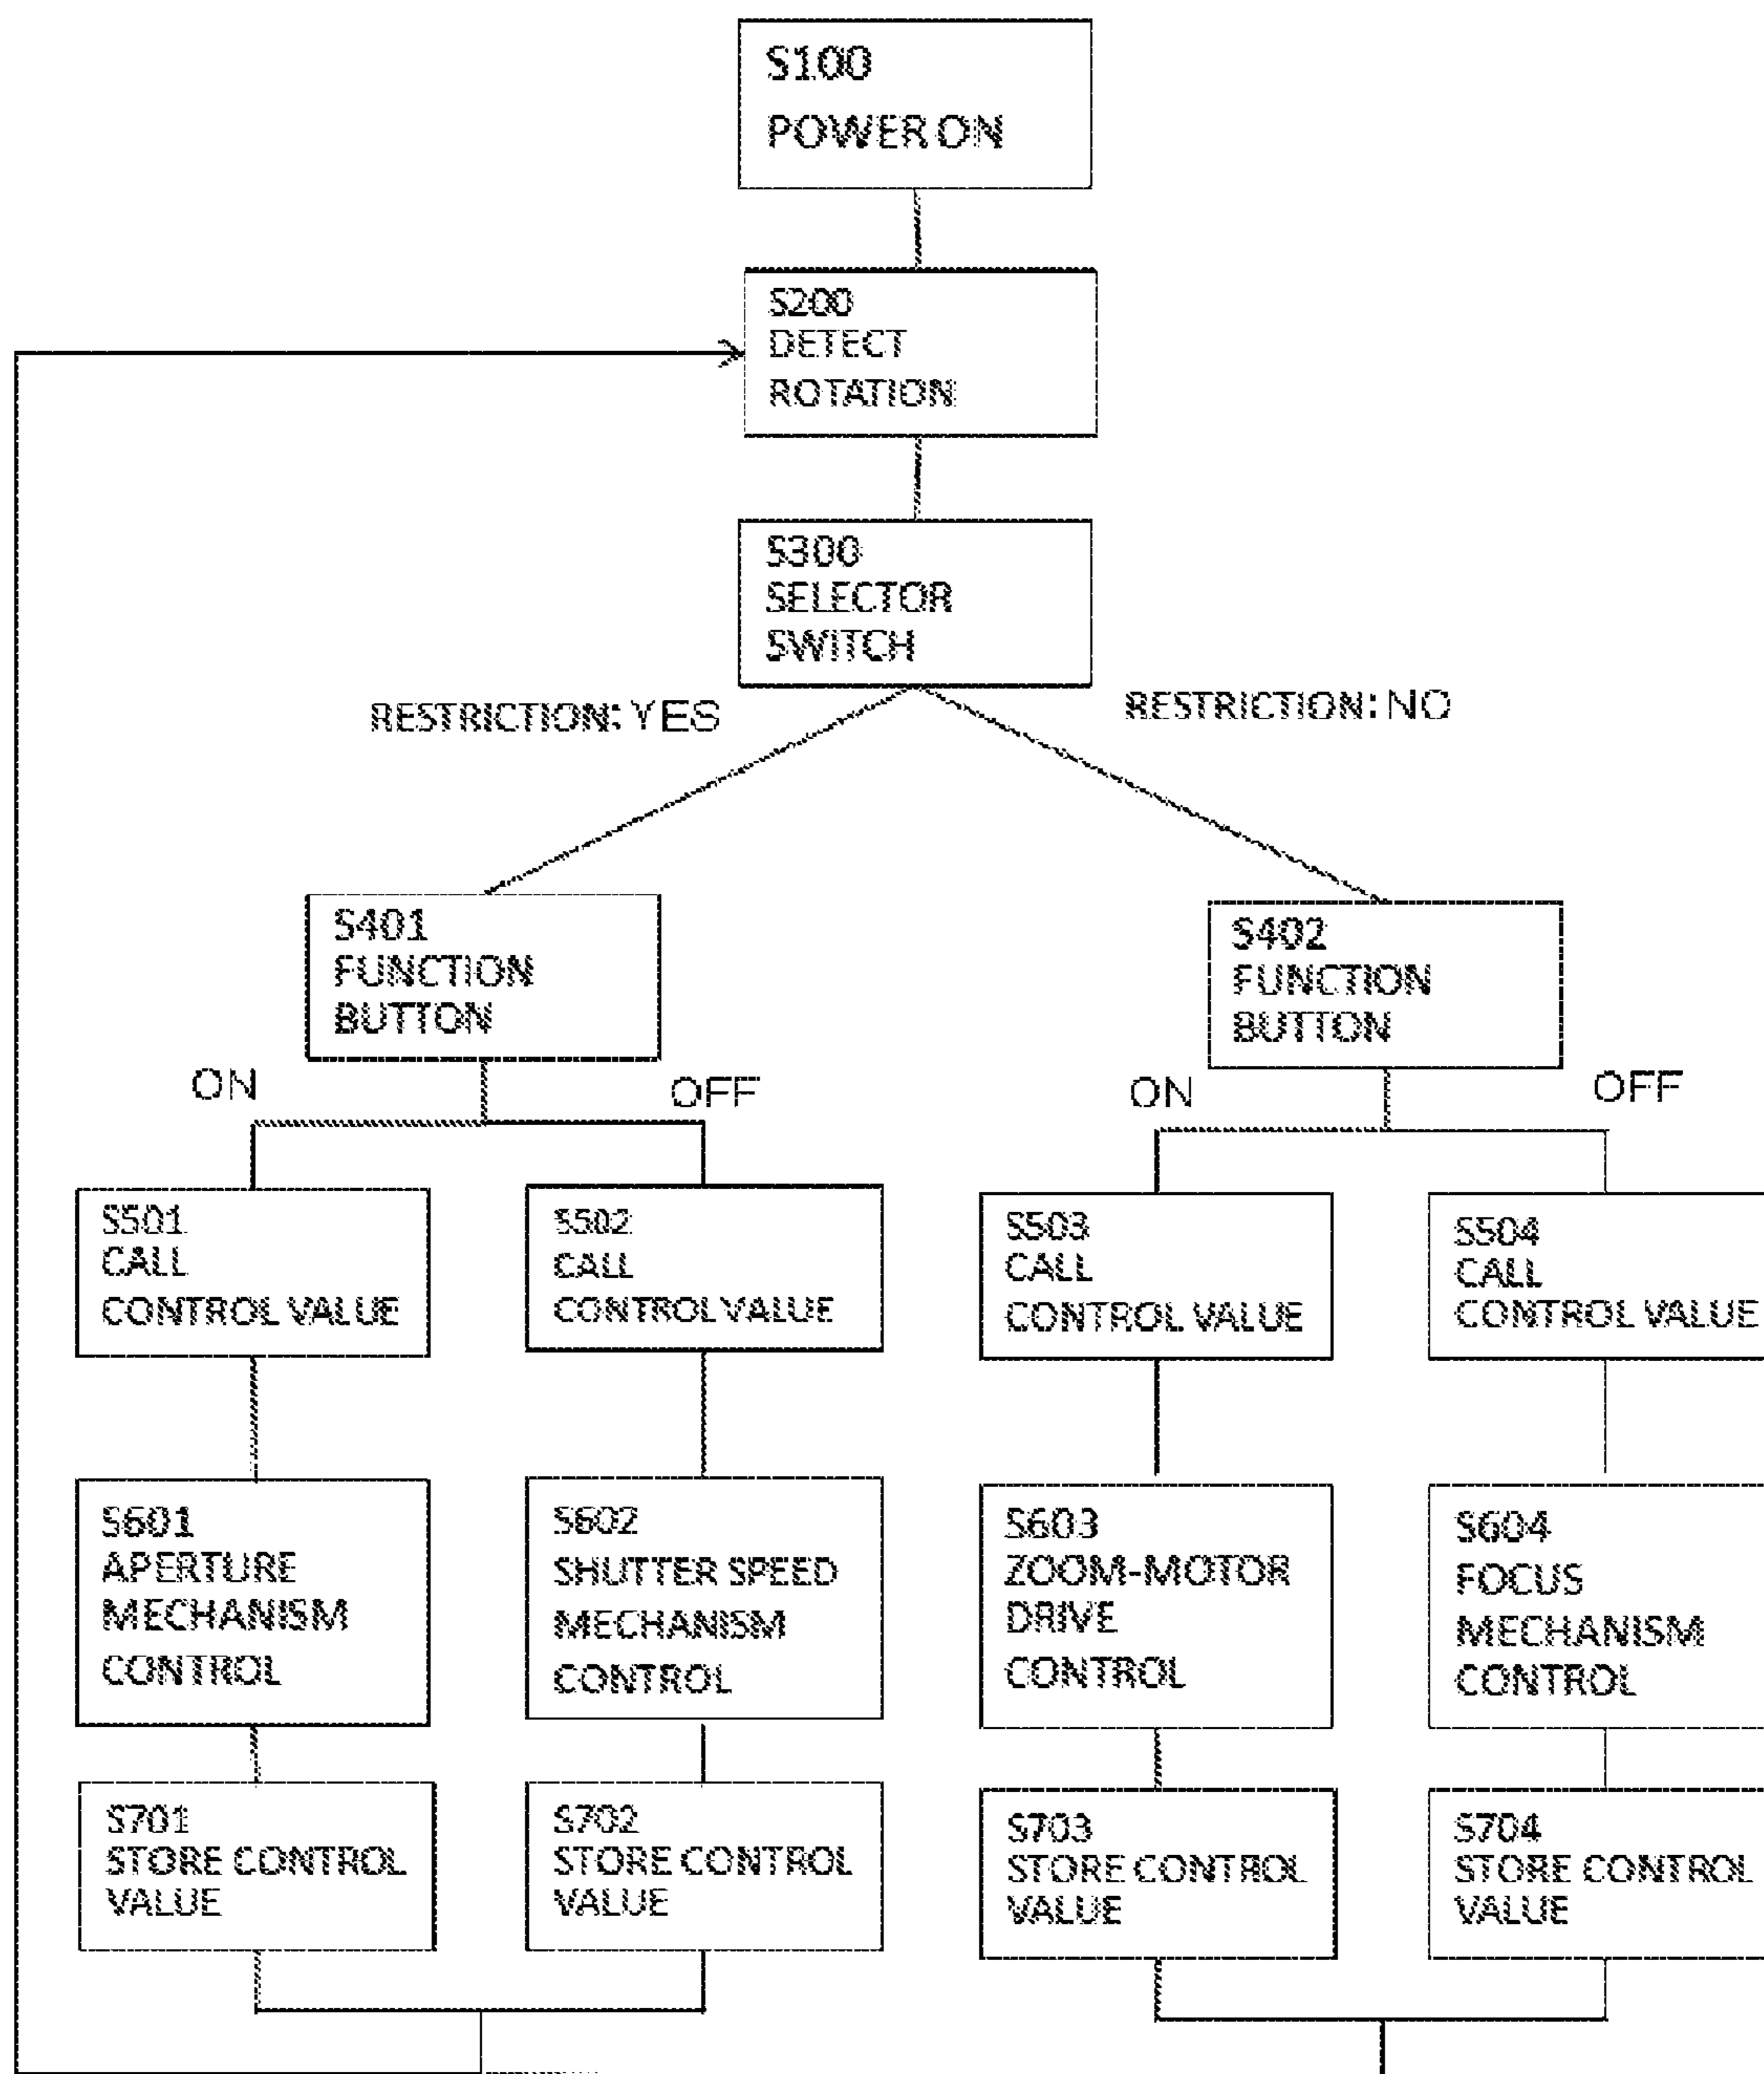 S100
POWER ON
S200
DETECT
ROTATION
S300
SELECTOR
SWITCH
RESTRICTION: YES
RESTRICTION: NO
S401
FUNCTION
BUTTON
S402
FUNCTION
BUTTON
ON
OFF
ON
OFF
S501
CALL
CONTROL VALUE
S502
CALL
CONTROL VALUE
S503
CALL
CONTROL VALUE
S504
CALL
CONTROL VALUE
S601
APERTURE
MECHANISM
CONTROL
S602
SHUTTER SPEED
MECHANISM
CONTROL
S603
ZOOM-MOTOR
DRIVE
CONTROL
S604
FOCUS
MECHANISM
CONTROL
S701
STORE CONTROL
VALUE
S702
STORE CONTROL
VALUE
S703
STORE CONTROL
VALUE
S704
STORE CONTROL
VALUE